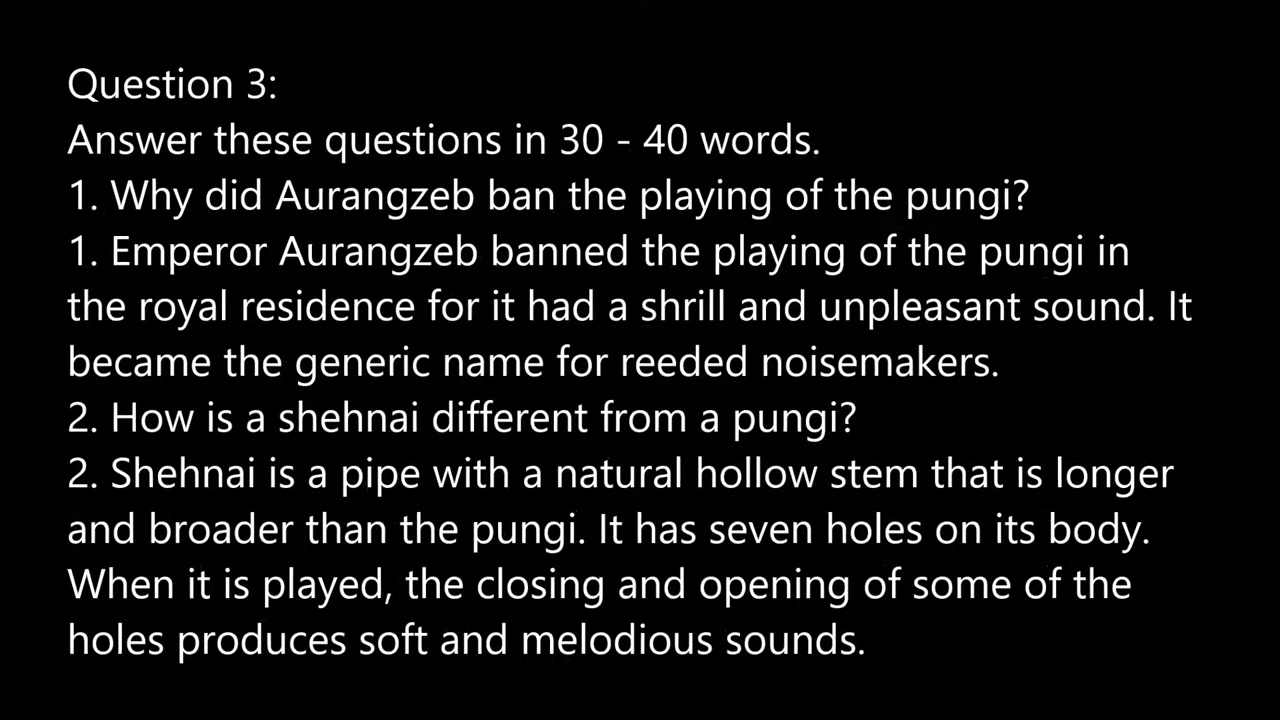 Question 3:
Answer these questions in 30 - 40 words.
1. Why did Aurangzeb ban the playing of the pungi?
1. Emperor Aurangzeb banned the playing of the pungi in
the royal residence for it had a shrill and unpleasant sound. It
became the generic name for reeded noisemakers.
2. How is a shehnai different from a pungi?
2. Shehnai is a pipe with a natural hollow stem that is longer
and broader than the pungi. It has seven holes on its body.
When it is played, the closing and opening of some of the
holes produces soft and melodious sounds.